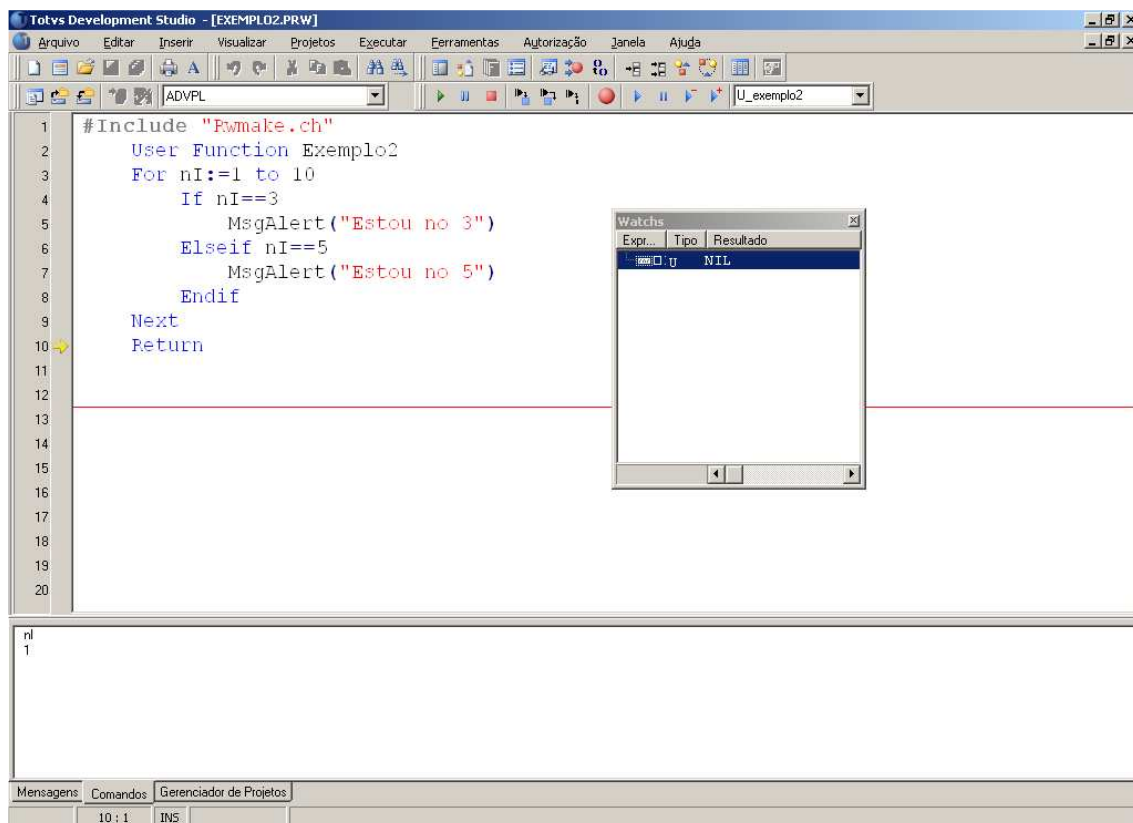 Totvs Development Studio - [EXEMPLO2.PRW]
Arquivo Editar Inserir Visualizar Projetos Executar Ferramentas Autorização Janela Ajuda
ADVPL U_exemplo2
1 #Include "Rwmake.ch"
2 User Function Exemplo2
3 For nI:=1 to 10
4 If nI==3
5 MsgAlert("Estou no 3")
6 Elseif nI==5
7 MsgAlert("Estou no 5")
8 Endif
9 Next
10 Return
11
12
13
14
15
16
17
18
19
20
Watchs
Expr... Tipo Resultado
U NIL
nI
1
Mensagens Comandos Gerenciador de Projetos
10 : 1 INS